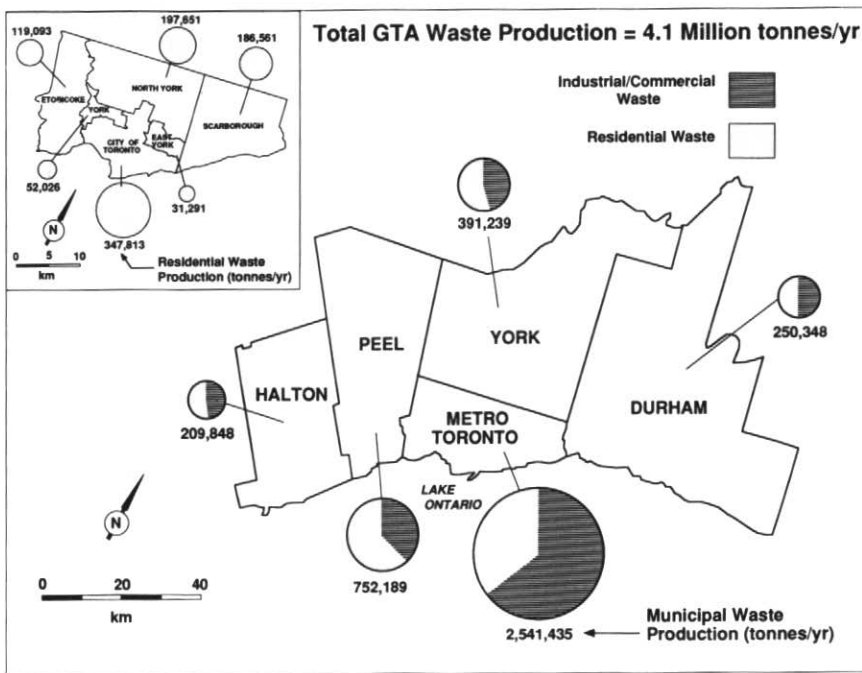 Total GTA Waste Production = 4.1 Million tonnes/yr
119,093
197,651
186,561
NORTH YORK
ETOBICOKE
YORK
SCARBOROUGH
CITY OF
TORONTO
EAST
YORK
52,026
31,291
N
347,813
0 5 10
km
Residential Waste
Production (tonnes/yr)
Industrial/Commercial
Waste
Residential Waste
391,239
250,348
PEEL
YORK
HALTON
DURHAM
METRO
TORONTO
209,848
LAKE
ONTARIO
N
752,189
0 20 40
km
2,541,435
Municipal Waste
Production (tonnes/yr)